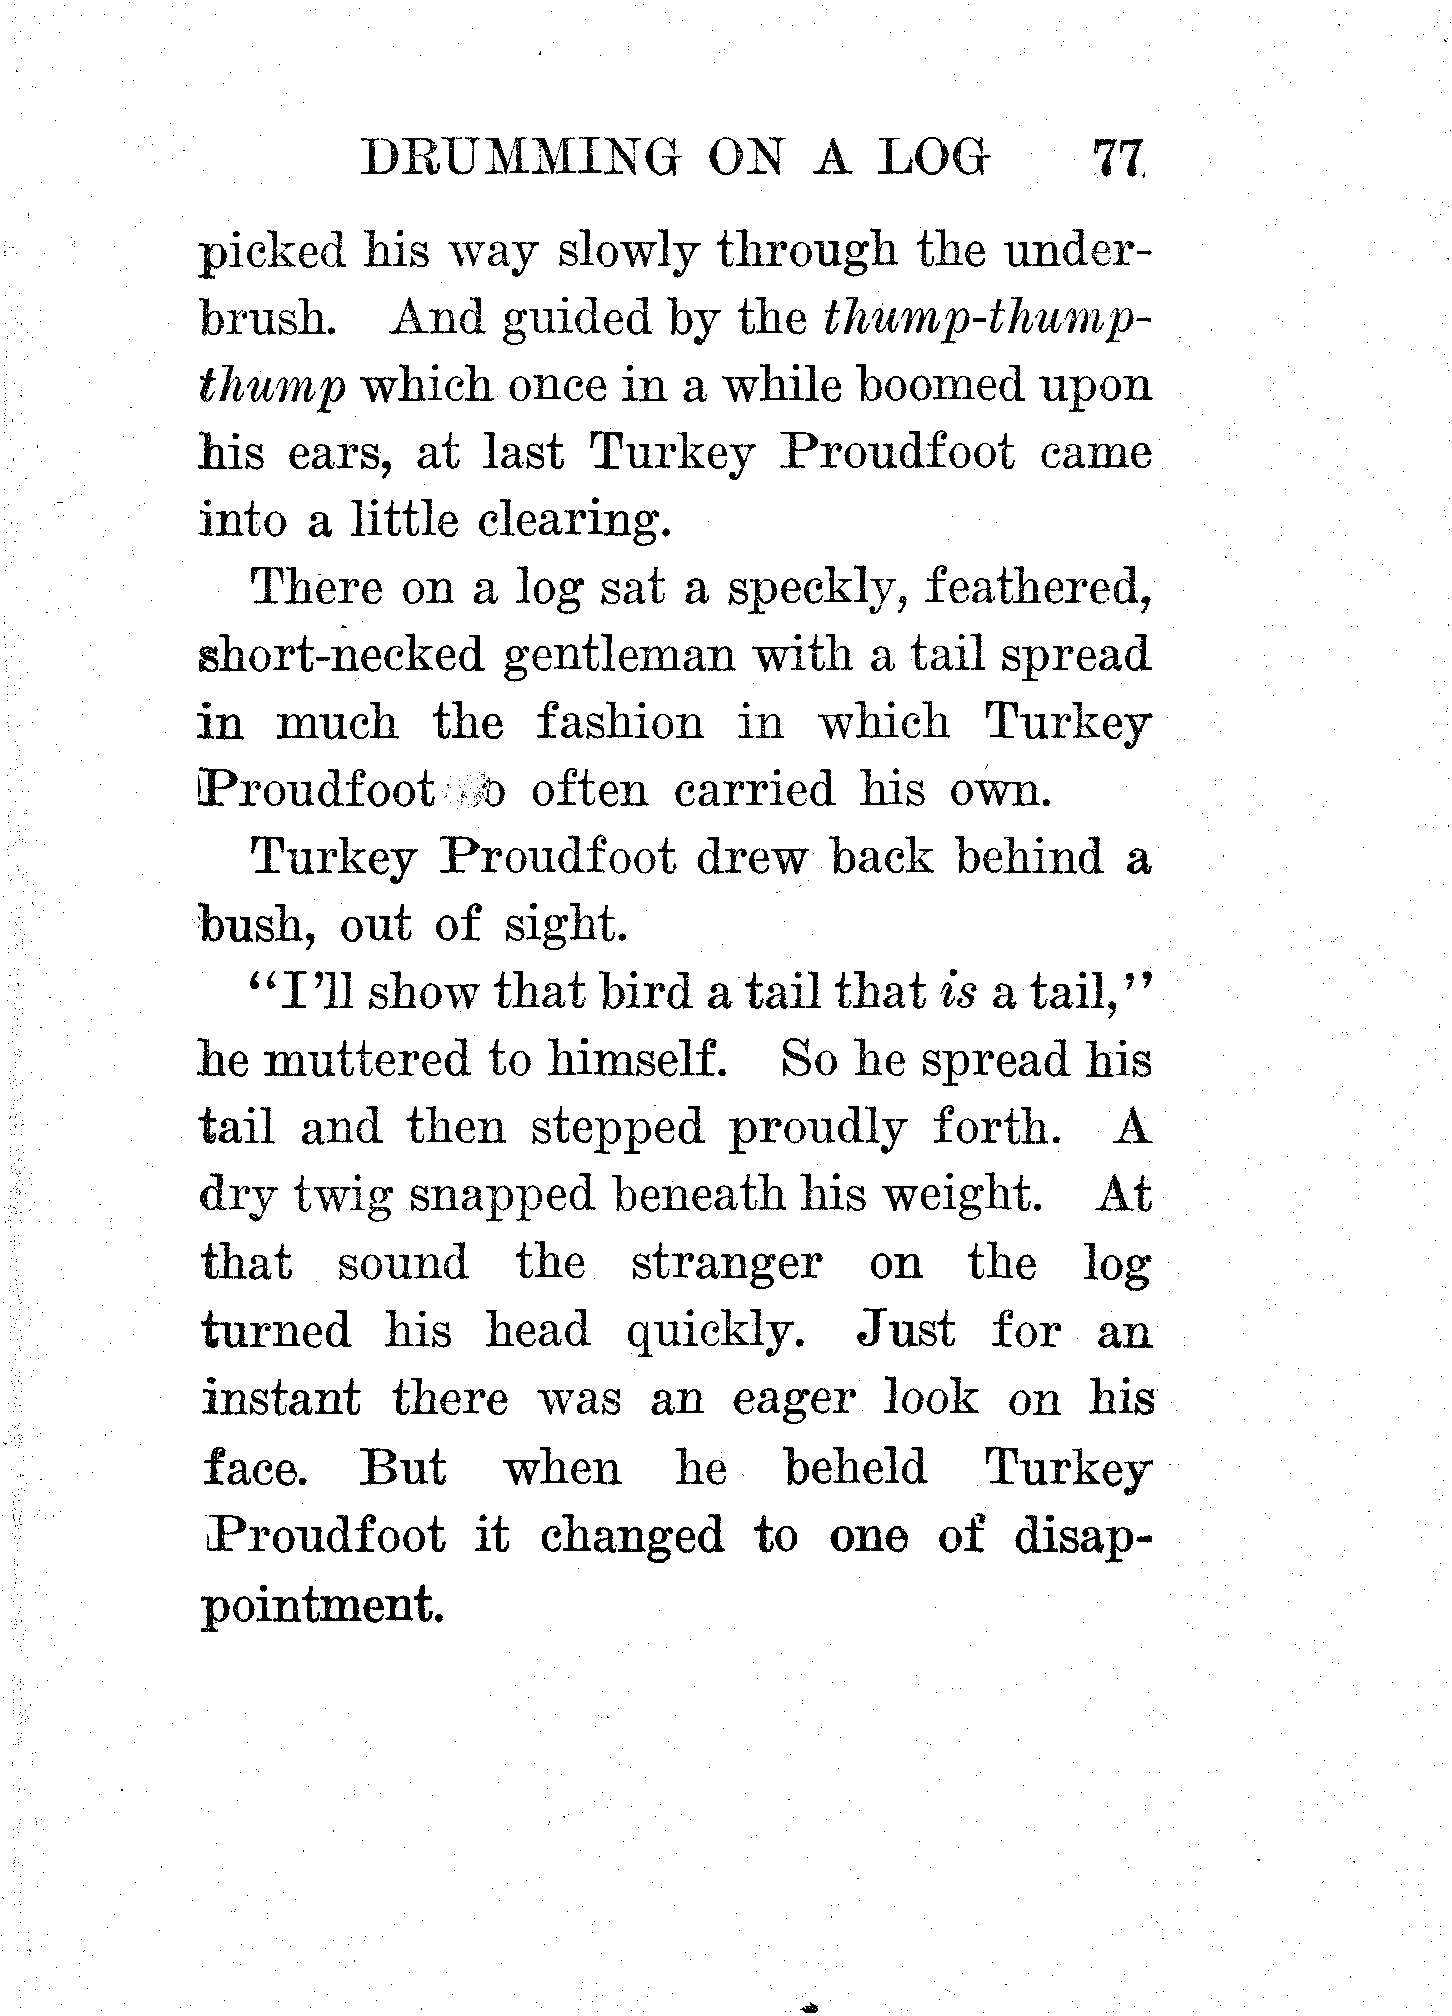 DRUMMING ON A LOG 77
picked his way slowly through the under-
brush. And guided by the thump-thump-
thump which once in a while boomed upon
his ears, at last Turkey Proudfoot came
into a little clearing.
There on a log sat a speckly, feathered,
short-necked gentleman with a tail spread
in much the fashion in which Turkey
Proudfoot often carried his own.
Turkey Proudfoot drew back behind a
bush, out of sight.
"I'll show that bird a tail that is a tail,"
he muttered to himself. So he spread his
tail and then stepped proudly forth. A
dry twig snapped beneath his weight. At
that sound the stranger on the log
turned his head quickly. Just for an
instant there was an eager look on his
face. But when he beheld Turkey
Proudfoot it changed to one of disap-
pointment.